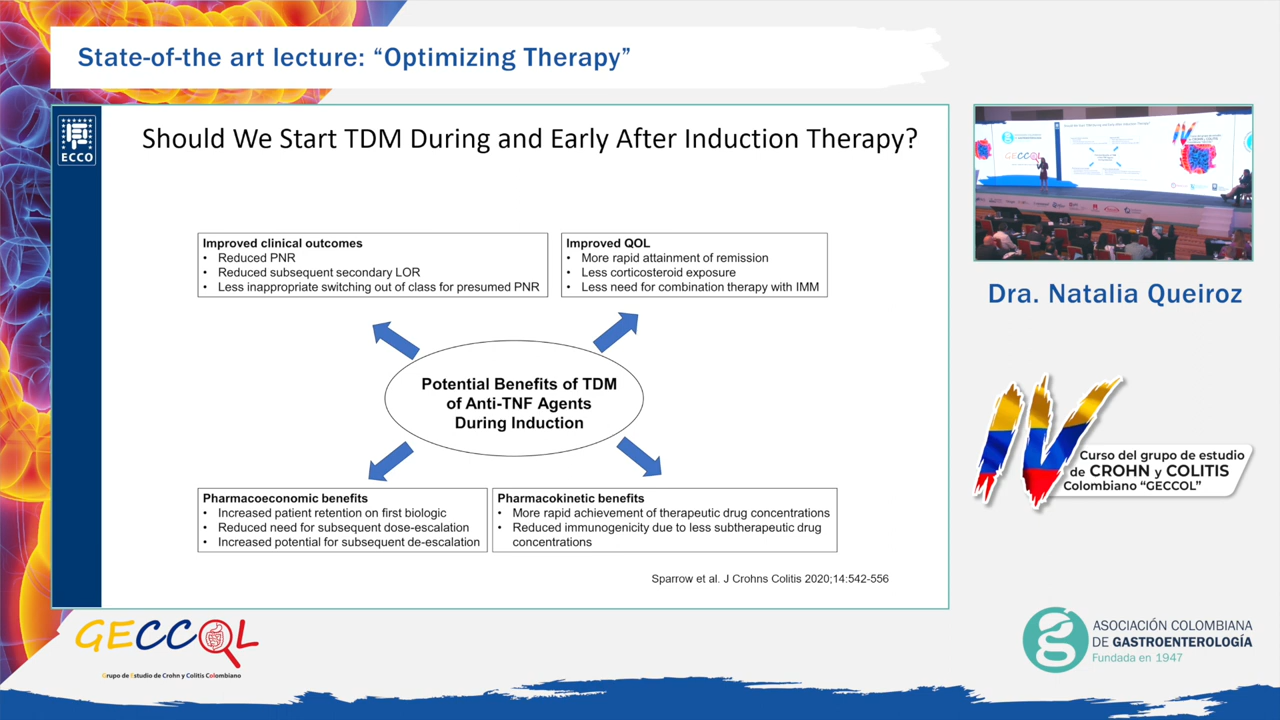 State-of-the art lecture: “Optimizing Therapy”
ECCO
Should We Start TDM During and Early After Induction Therapy?
Improved clinical outcomes
• Reduced PNR
• Reduced subsequent secondary LOR
• Less inappropriate switching out of class for presumed PNR
Improved QOL
• More rapid attainment of remission
• Less corticosteroid exposure
• Less need for combination therapy with IMM
Potential Benefits of TDM
of Anti-TNF Agents
During Induction
Pharmacoeconomic benefits
• Increased patient retention on first biologic
• Reduced need for subsequent dose-escalation
• Increased potential for subsequent de-escalation
Pharmacokinetic benefits
• More rapid achievement of therapeutic drug concentrations
• Reduced immunogenicity due to less subtherapeutic drug
concentrations
Sparrow et al. J Crohns Colitis 2020;14:542-556
Dra. Natalia Queiroz
IV
Curso del grupo de estudio
de CROHN y COLITIS
Colombiano “GECCOL”
GECCOL
Grupo de Estudio de Crohn y Colitis Colombiano
ASOCIACIÓN COLOMBIANA
DE GASTROENTEROLOGÍA
Fundada en 1947